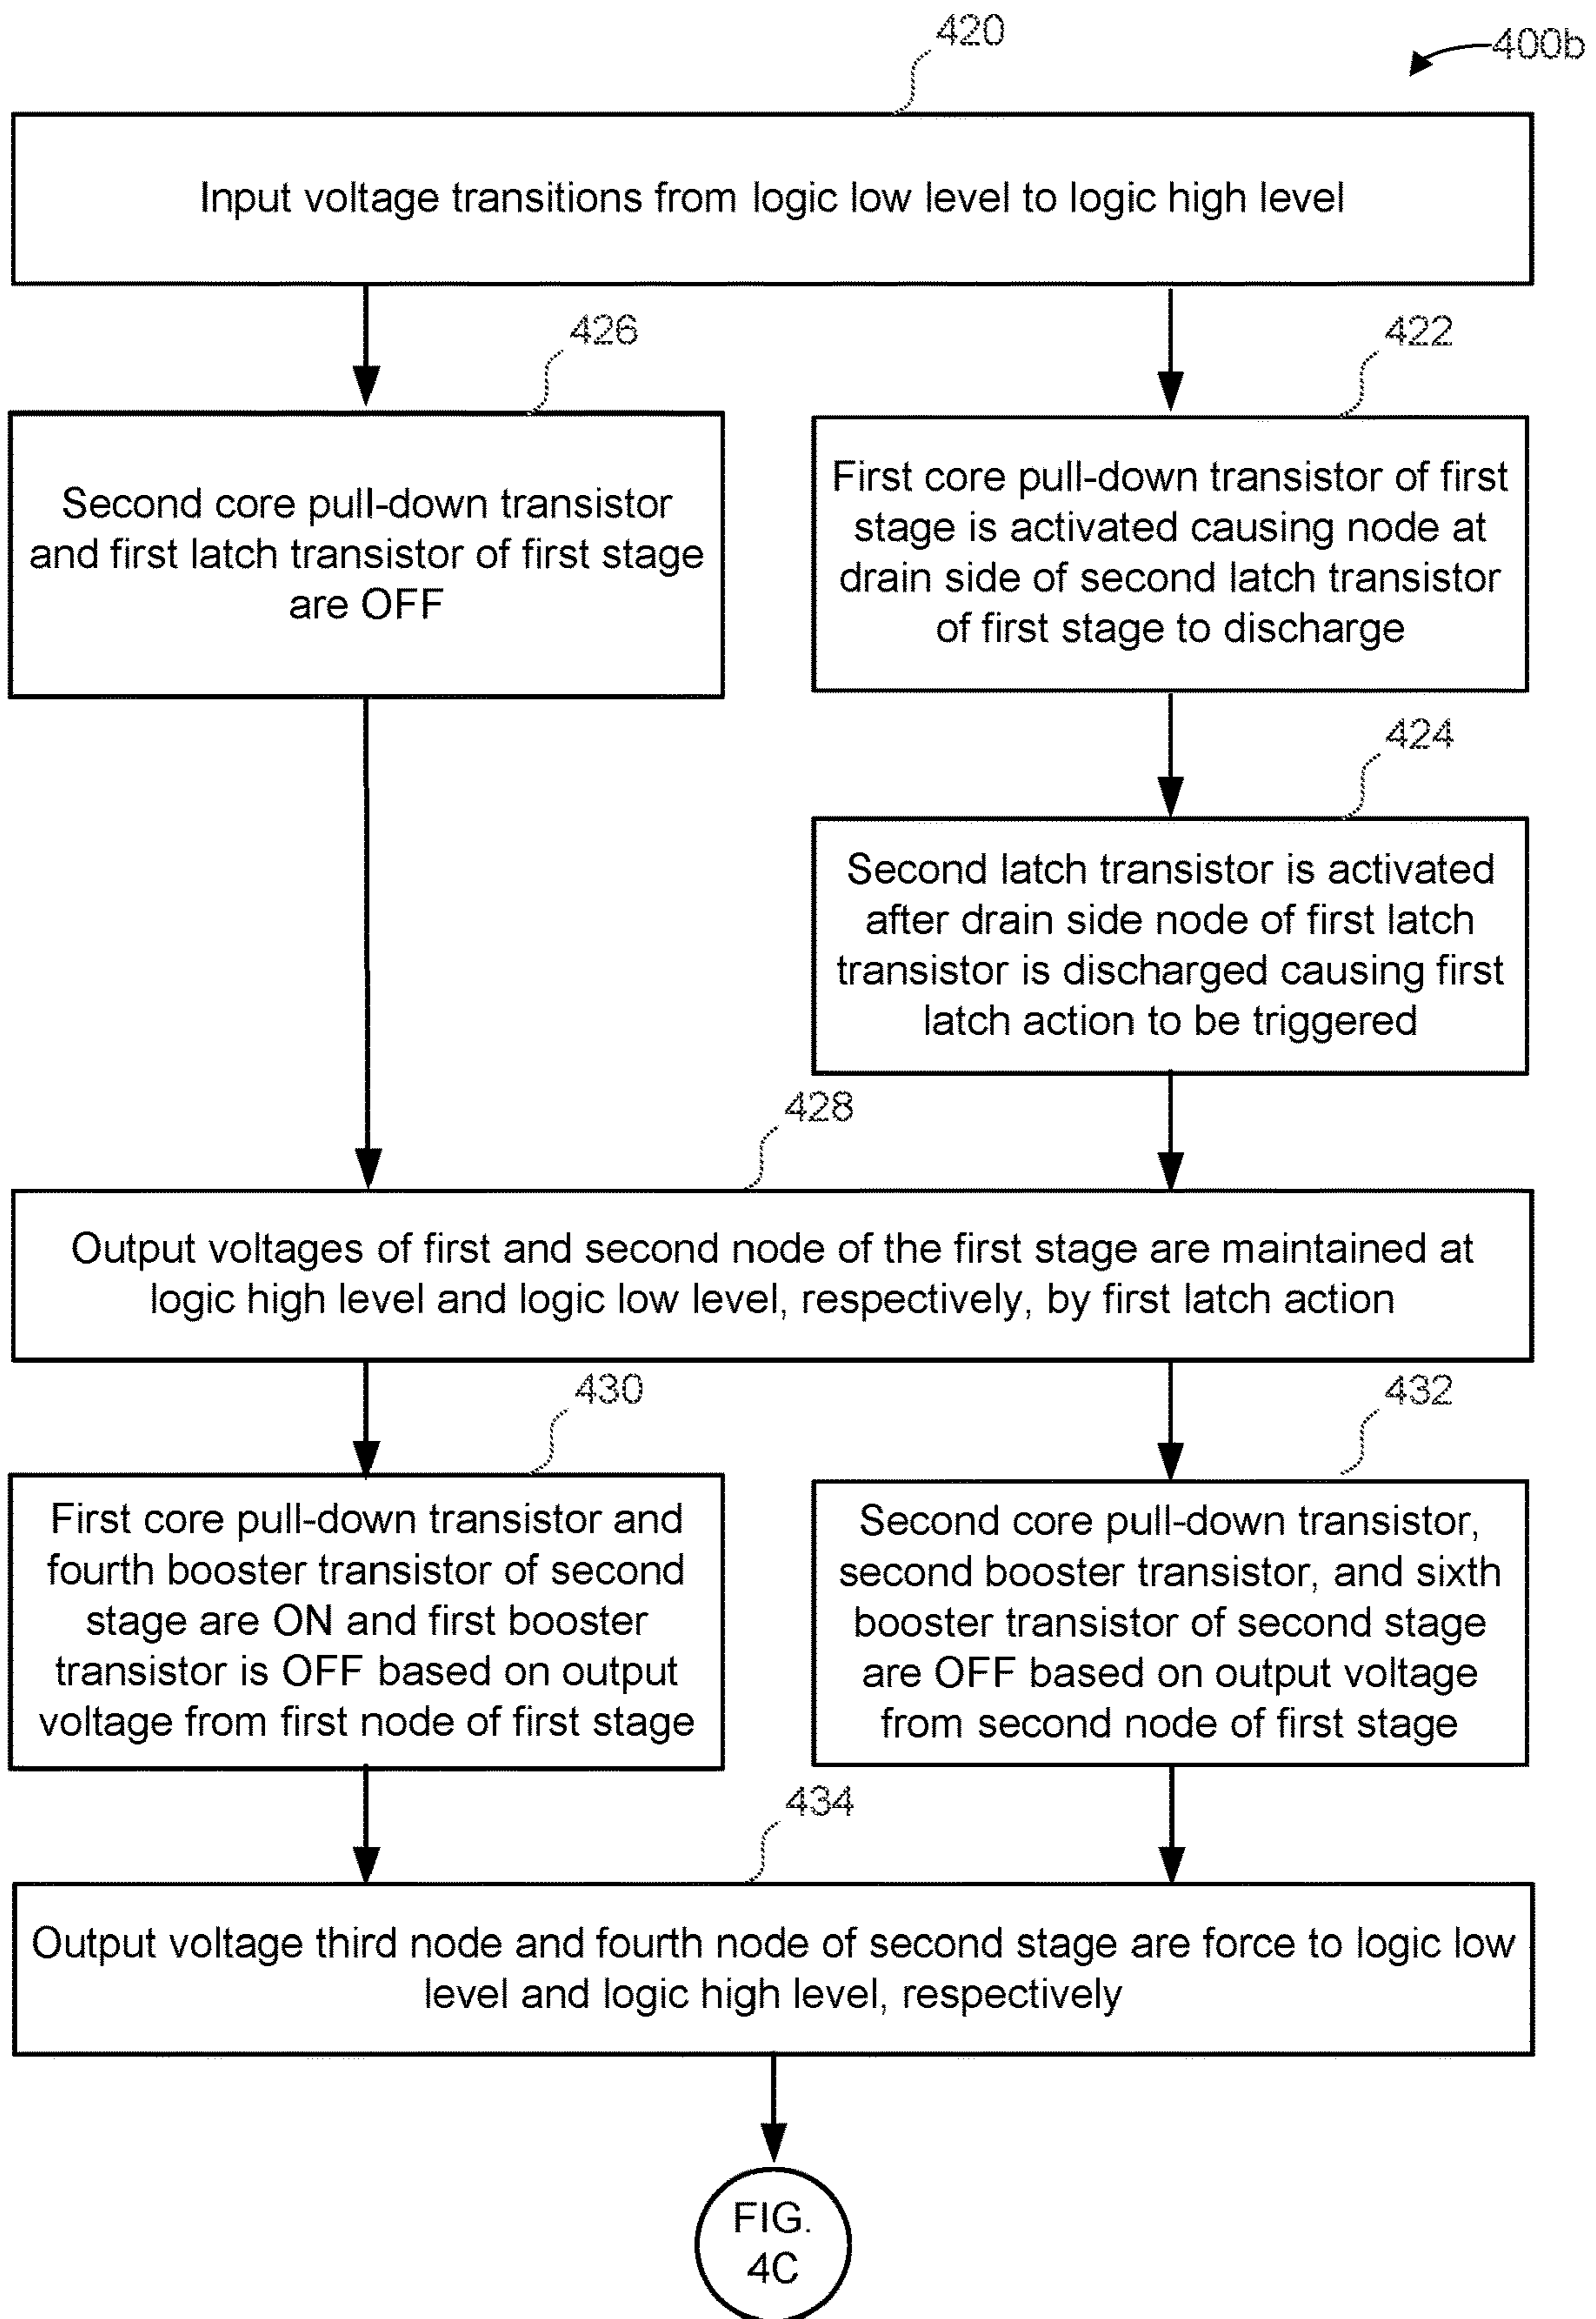 420
400b
Input voltage transitions from logic low level to logic high level
426
422
Second core pull-down transistor
and first latch transistor of first stage
are OFF
First core pull-down transistor of first
stage is activated causing node at
drain side of second latch transistor
of first stage to discharge
424
Second latch transistor is activated
after drain side node of first latch
transistor is discharged causing first
latch action to be triggered
428
Output voltages of first and second node of the first stage are maintained at
logic high level and logic low level, respectively, by first latch action
430
432
First core pull-down transistor and
fourth booster transistor of second
stage are ON and first booster
transistor is OFF based on output
voltage from first node of first stage
Second core pull-down transistor,
second booster transistor, and sixth
booster transistor of second stage
are OFF based on output voltage
from second node of first stage
434
Output voltage third node and fourth node of second stage are force to logic low
level and logic high level, respectively
FIG.
4C